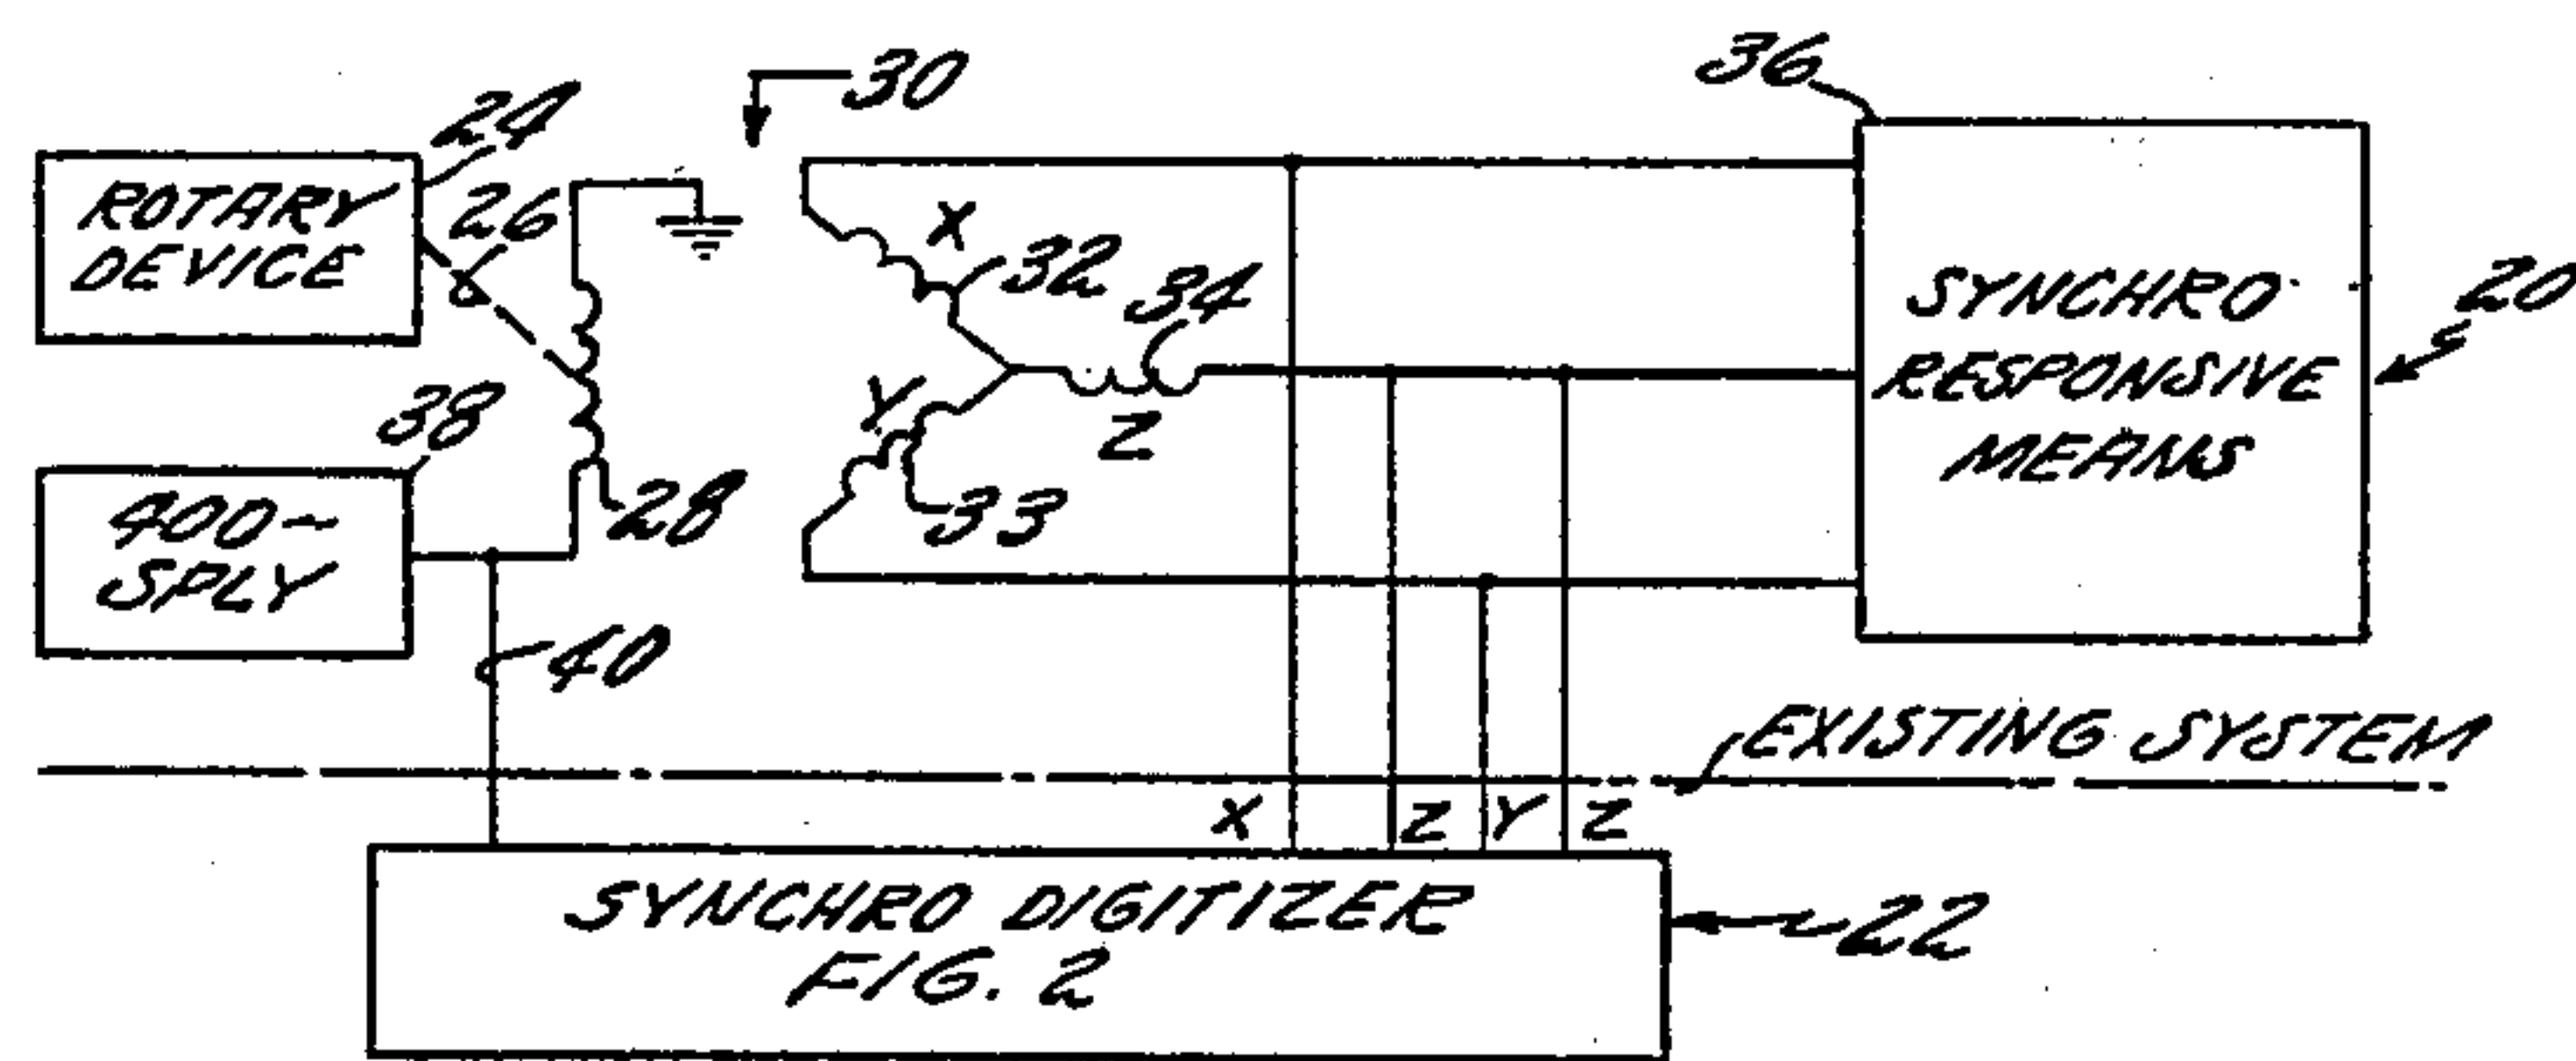 30
36
24
ROTARY
DEVICE
26
X
32
34
20
SYNCHRO
RESPONSIVE
MEANS
38
Y
Z
400~
SPLY
28
33
40
EXISTING SYSTEM
X Z Y Z
SYNCHRO DIGITIZER
FIG. 2
22